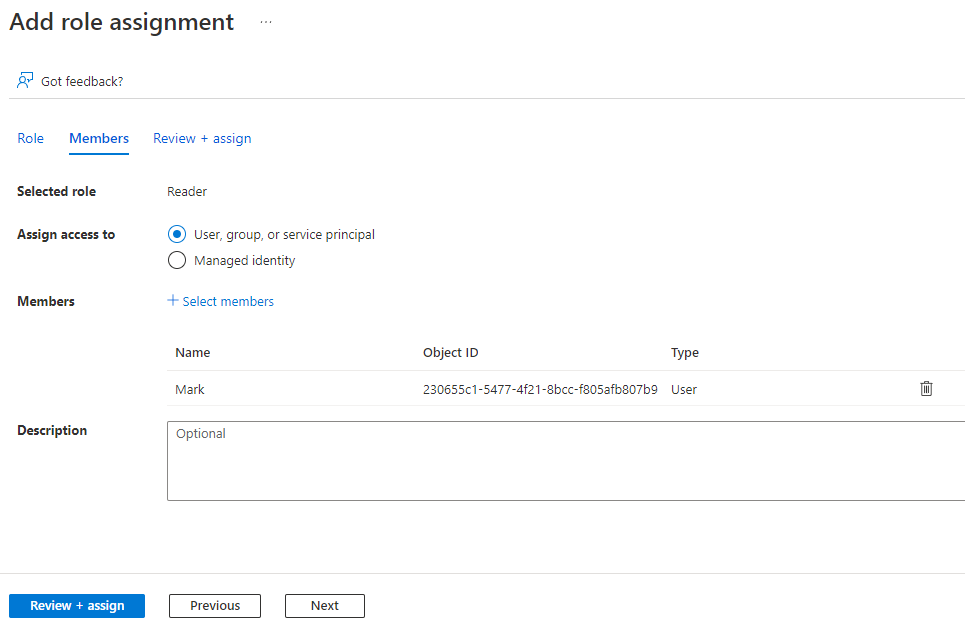 Add role assignment ...
Got feedback?
Role Members Review + assign
Selected role Reader
Assign access to User, group, or service principal
Managed identity
Members + Select members
Name Object ID Type
Mark 230655c1-5477-4f21-8bcc-f805afb807b9 User
Description Optional
Review + assign Previous Next